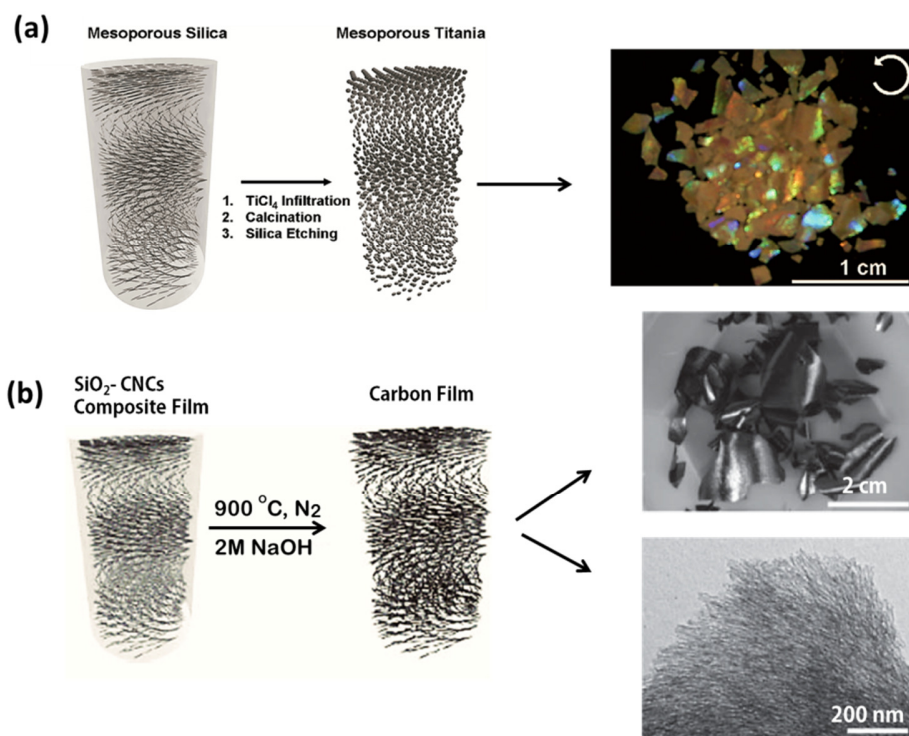 (a)
Mesoporous Silica
Mesoporous Titania
1. TiCl₄ Infiltration
2. Calcination
3. Silica Etching
1 cm
(b)
SiO₂- CNCs
Composite Film
Carbon Film
900 °C, N₂
2M NaOH
2 cm
200 nm